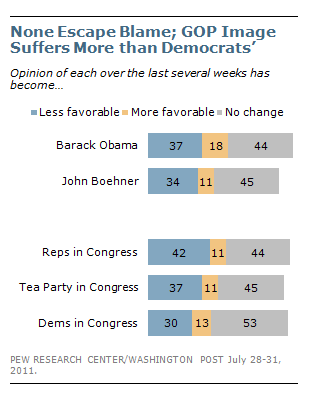 None Escape Blame; GOP Image
Suffers More than Democrats’
Opinion of each over the last several weeks has
become…
Less favorable More favorable No change
Barack Obama 37 18 44
John Boehner 34 11 45
Reps in Congress 42 11 44
Tea Party in Congress 37 11 45
Dems in Congress 30 13 53
PEW RESEARCH CENTER/WASHINGTON POST July 28-31,
2011.